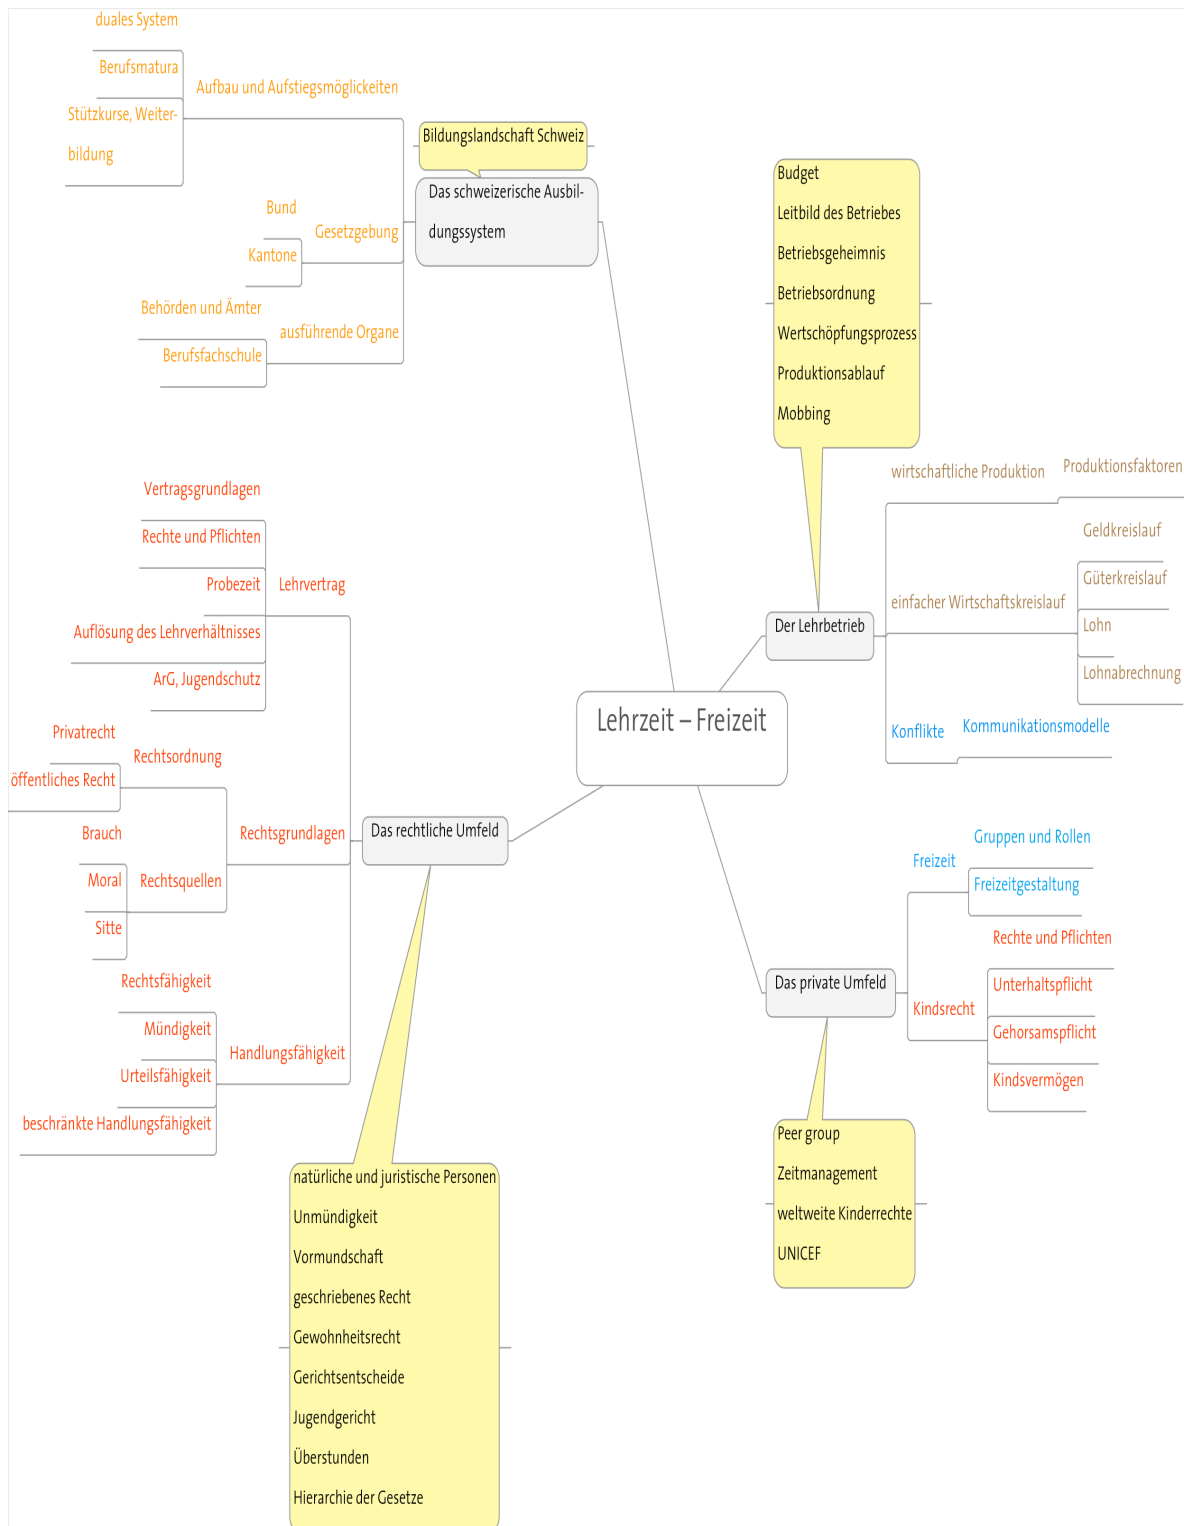 duales System
Berufsmatura
Stützkurse, Weiter-
bildung
Aufbau und Aufstiegsmöglickeiten
Bund
Kantone
Gesetzgebung
Behörden und Ämter
Berufsfachschule
ausführende Organe
Bildungslandschaft Schweiz
Das schweizerische Ausbil-
dungssystem
Budget
Leitbild des Betriebes
Betriebsgeheimnis
Betriebsordnung
Wertschöpfungsprozess
Produktionsablauf
Mobbing
Der Lehrbetrieb
wirtschaftliche Produktion
Produktionsfaktoren
einfacher Wirtschaftskreislauf
Geldkreislauf
Güterkreislauf
Lohn
Lohnabrechnung
Konflikte
Kommunikationsmodelle
Lehrzeit – Freizeit
Vertragsgrundlagen
Rechte und Pflichten
Probezeit
Auflösung des Lehrverhältnisses
ArG, Jugendschutz
Lehrvertrag
Privatrecht
öffentliches Recht
Rechtsordnung
Brauch
Moral
Sitte
Rechtsquellen
Rechtsgrundlagen
Rechtsfähigkeit
Mündigkeit
Urteilsfähigkeit
beschränkte Handlungsfähigkeit
Handlungsfähigkeit
Das rechtliche Umfeld
natürliche und juristische Personen
Unmündigkeit
Vormundschaft
geschriebenes Recht
Gewohnheitsrecht
Gerichtsentscheide
Jugendgericht
Überstunden
Hierarchie der Gesetze
Das private Umfeld
Freizeit
Gruppen und Rollen
Freizeitgestaltung
Kindsrecht
Rechte und Pflichten
Unterhaltspflicht
Gehorsamspflicht
Kindsvermögen
Peer group
Zeitmanagement
weltweite Kinderrechte
UNICEF